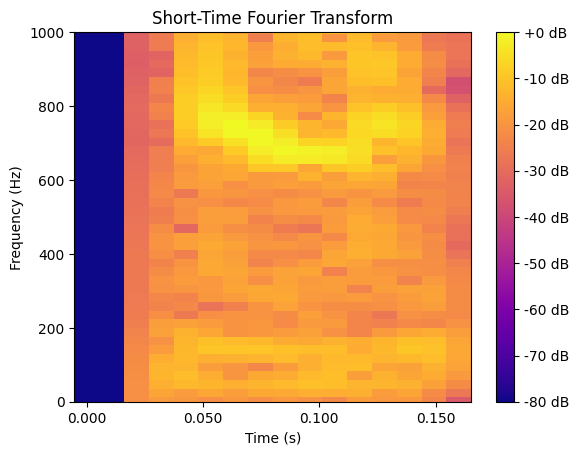 Short-Time Fourier Transform
1000
800
600
400
200
0
Frequency (Hz)
0.000
0.050
0.100
0.150
Time (s)
+0 dB
-10 dB
-20 dB
-30 dB
-40 dB
-50 dB
-60 dB
-70 dB
-80 dB